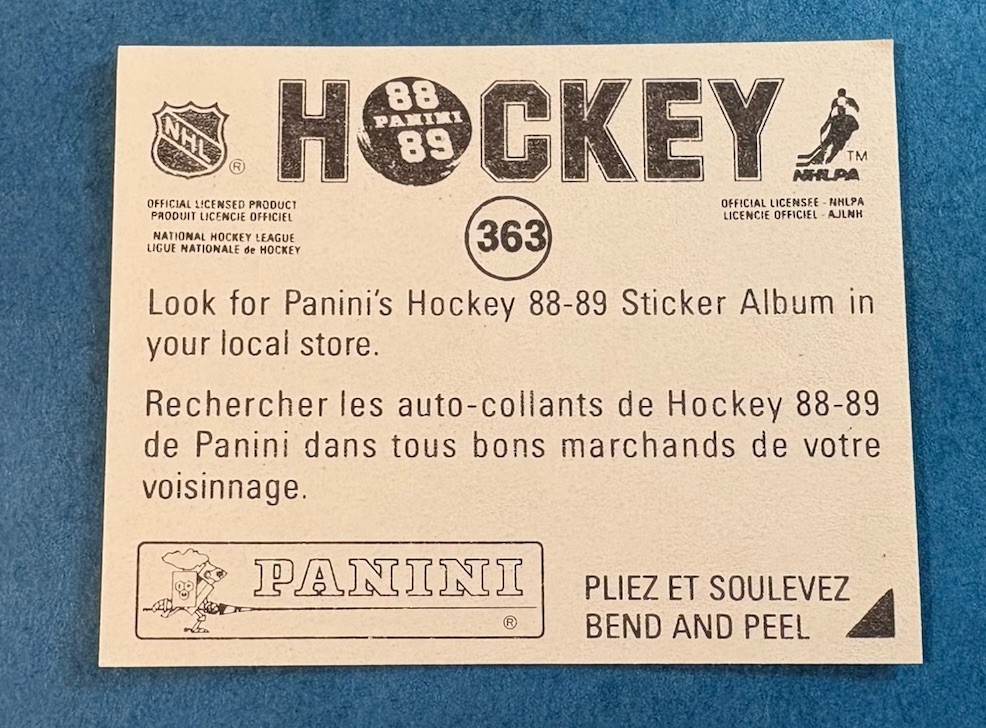 HOCKEY
88
PANINI
89
NHL
®
TM
NHLPA
OFFICIAL LICENSED PRODUCT
PRODUIT LICENCIE OFFICIEL
NATIONAL HOCKEY LEAGUE
LIGUE NATIONALE de HOCKEY
OFFICIAL LICENSEE - NHLPA
LICENCIE OFFICIEL - AJLNH
363
Look for Panini's Hockey 88-89 Sticker Album in
your local store.
Rechercher les auto-collants de Hockey 88-89
de Panini dans tous bons marchands de votre
voisinnage.
PANINI
®
PLIEZ ET SOULEVEZ
BEND AND PEEL